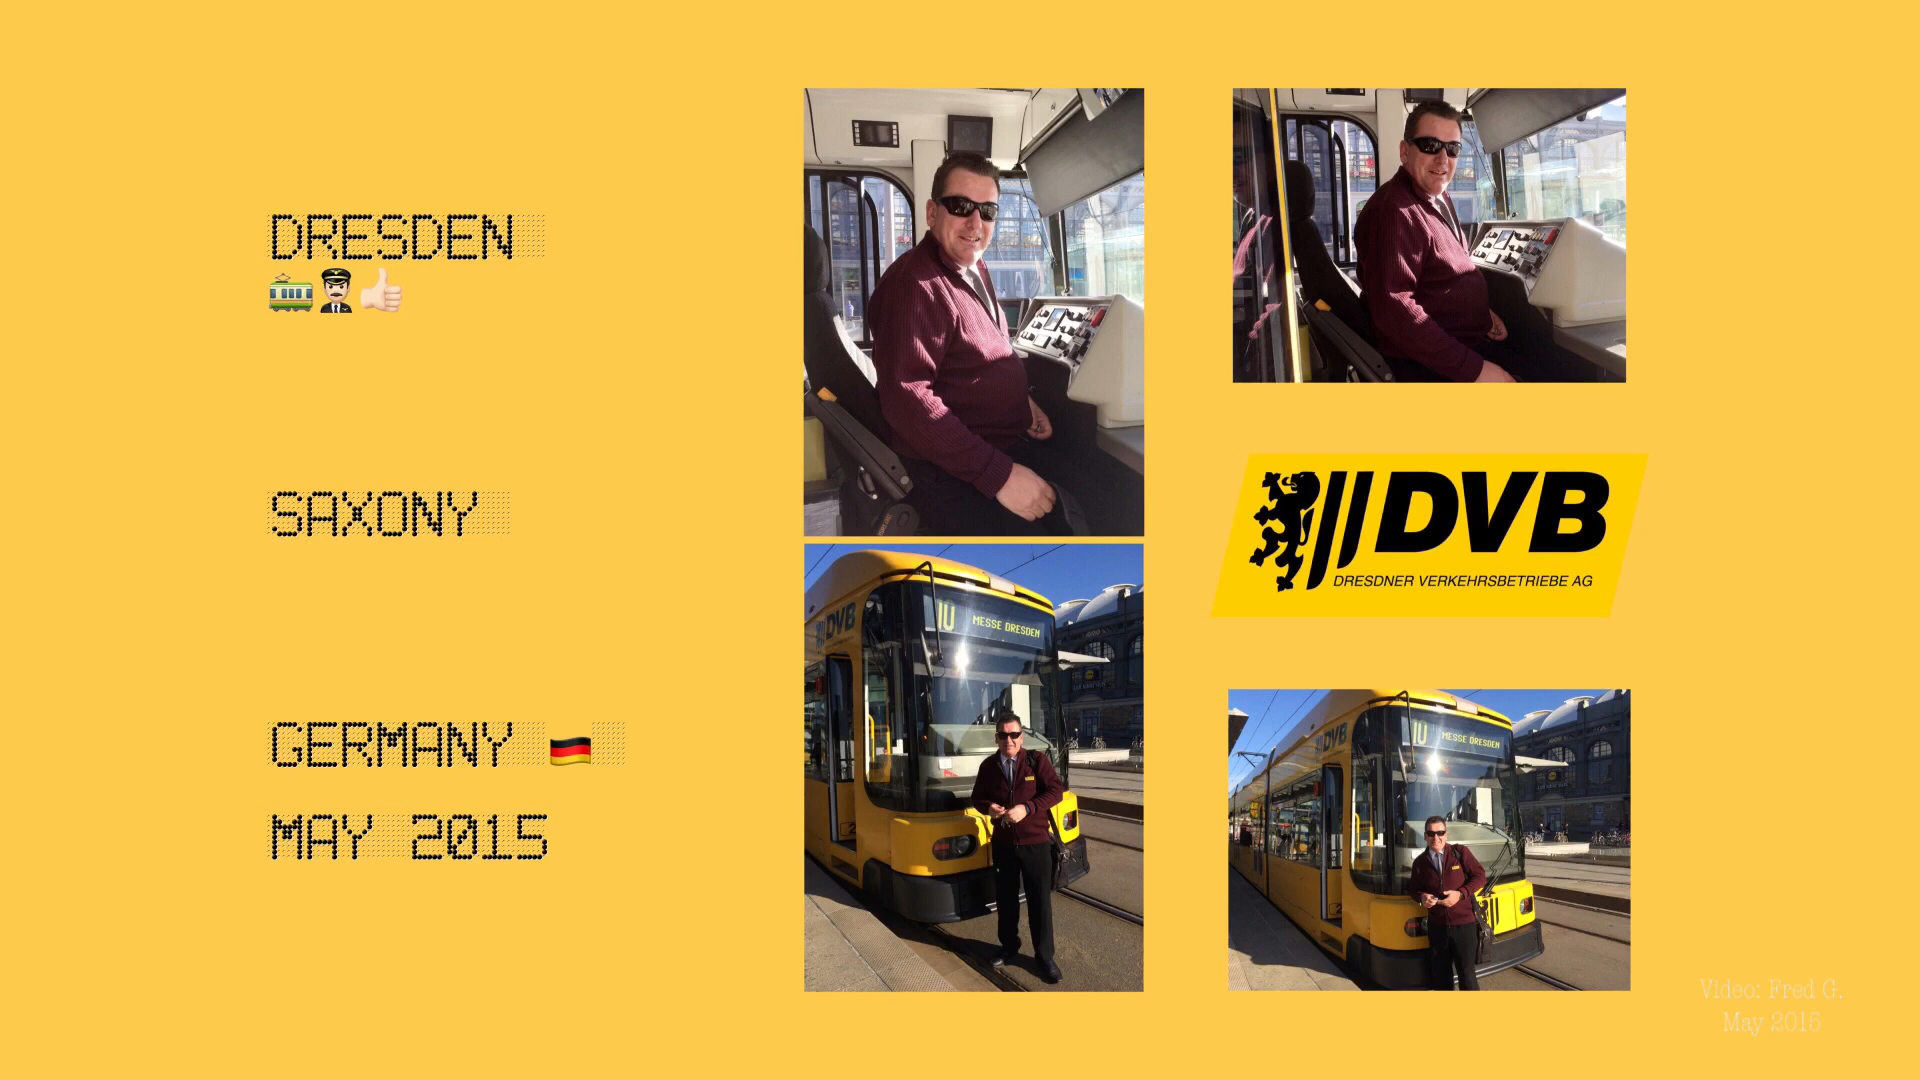 DRESDEN
SAXONY
GERMANY
MAY 2015
DVB
DRESDNER VERKEHRSBETRIEBE AG
DVB
10 MESSE DRESDEN
DVB
10 MESSE DRESDEN
Video: Fred G.
May 2015